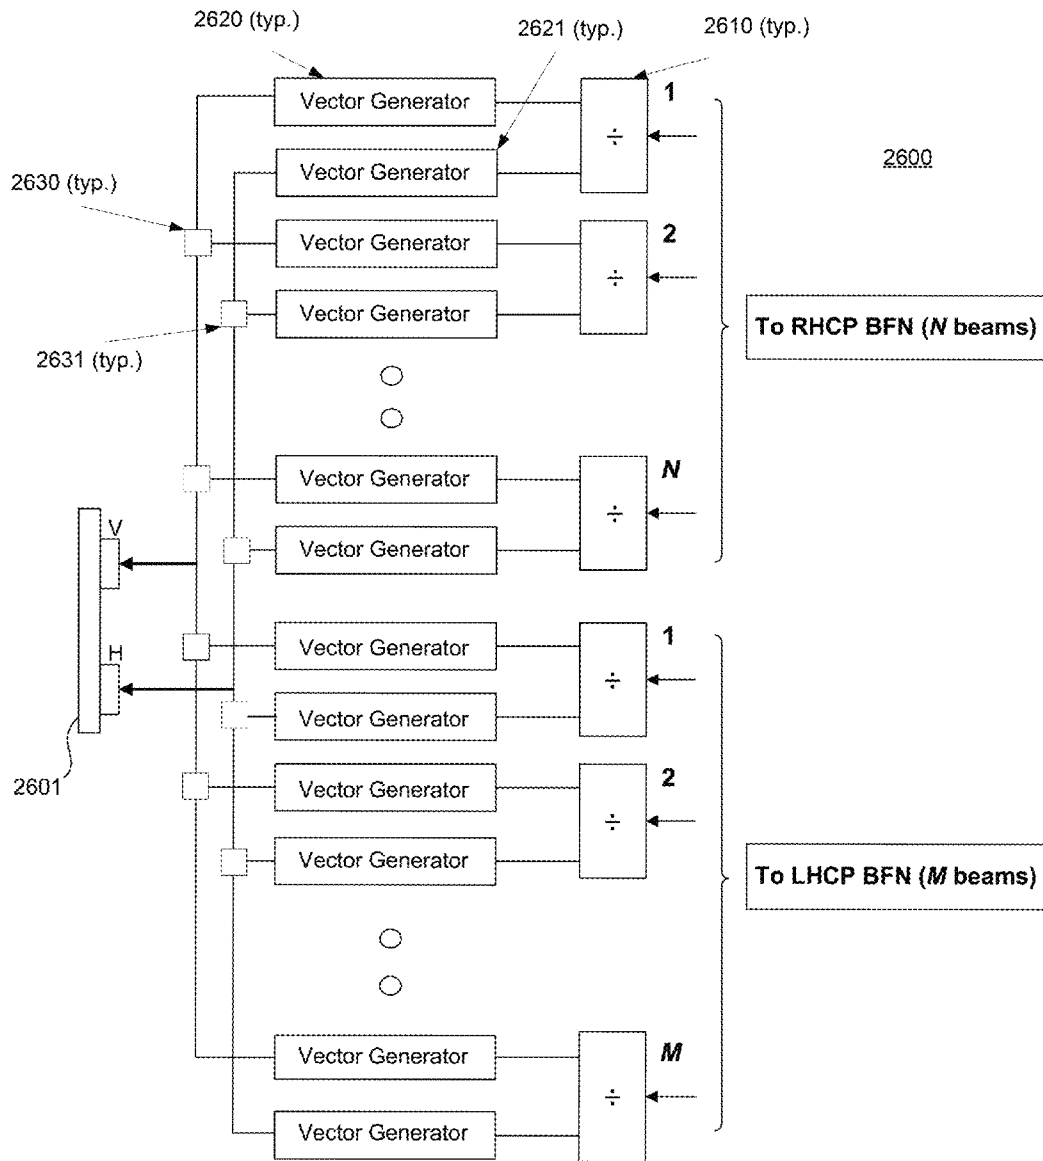 2620 (typ.)
2621 (typ.)
2610 (typ.)
Vector Generator
1
÷
2600
Vector Generator
2630 (typ.)
Vector Generator
2
÷
Vector Generator
To RHCP BFN (N beams)
2631 (typ.)
Vector Generator
N
÷
V
Vector Generator
Vector Generator
1
H
÷
Vector Generator
2601
Vector Generator
2
÷
Vector Generator
To LHCP BFN (M beams)
Vector Generator
M
÷
Vector Generator